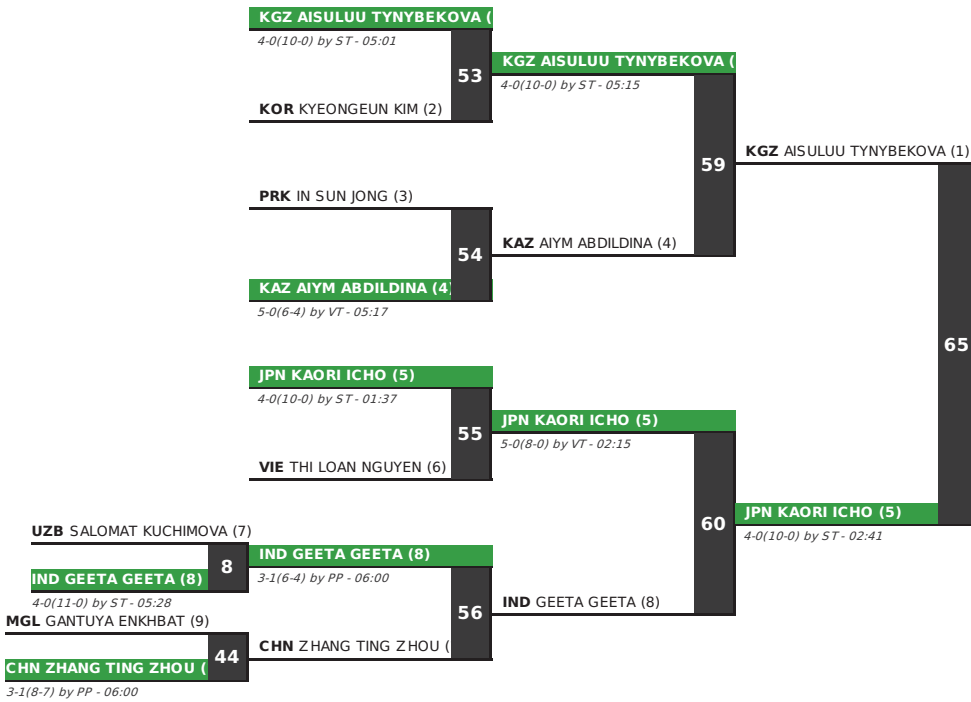 KGZ AISULUU TYNYBEKOVA (
4-0(10-0) by ST - 05:01
53
KOR KYEONGEUN KIM (2)
KGZ AISULUU TYNYBEKOVA (
4-0(10-0) by ST - 05:15
59
KGZ AISULUU TYNYBEKOVA (1)
PRK IN SUN JONG (3)
54
KAZ AIYM ABDILDINA (4)
KAZ AIYM ABDILDINA (4)
5-0(6-4) by VT - 05:17
65
JPN KAORI ICHO (5)
4-0(10-0) by ST - 01:37
55
VIE THI LOAN NGUYEN (6)
JPN KAORI ICHO (5)
5-0(8-0) by VT - 02:15
60
JPN KAORI ICHO (5)
4-0(10-0) by ST - 02:41
UZB SALOMAT KUCHIMOVA (7)
8
IND GEETA GEETA (8)
4-0(11-0) by ST - 05:28
IND GEETA GEETA (8)
3-1(6-4) by PP - 06:00
56
IND GEETA GEETA (8)
MGL GANTUYA ENKHBAT (9)
44
CHN ZHANG TING ZHOU (
3-1(8-7) by PP - 06:00
CHN ZHANG TING ZHOU (